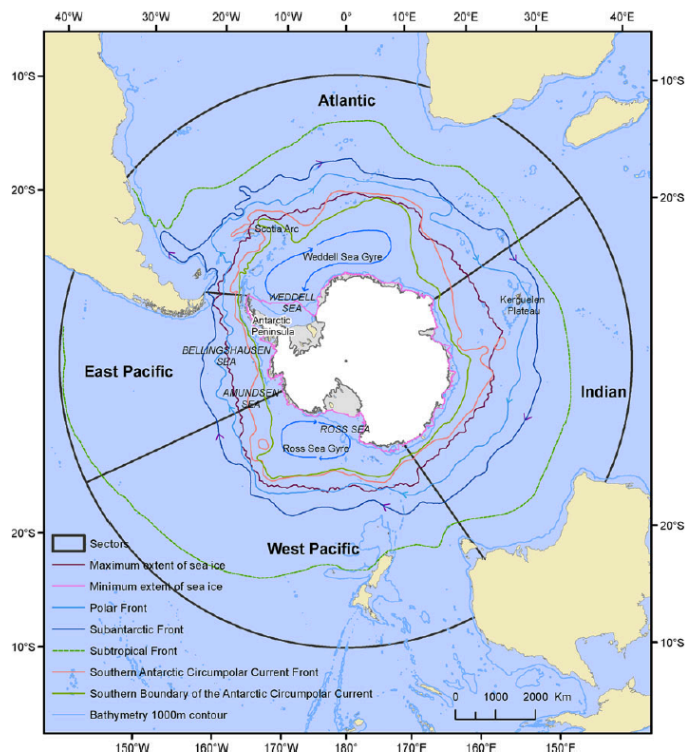 40°W 30°W 20°W 10°W 0° 10°E 20°E 30°E 40°E
10°S 10°S
Atlantic
20°S 20°S
Scotia Arc
Weddell Sea Gyre
WEDDELL
SEA
Kerguelen
Plateau
Antarctic
Peninsula
BELLINGSHAUSEN
SEA
East Pacific
Indian
AMUNDSEN
SEA
ROSS SEA
Ross Sea Gyre
20°S 20°S
West Pacific
Sectors
Maximum extent of sea ice
Minimum extent of sea ice
Polar Front
Subantarctic Front
Subtropical Front
Southern Antarctic Circumpolar Current Front
Southern Boundary of the Antarctic Circumpolar Current
Bathymetry 1000m contour
10°S 10°S
0 1000 2000 Km
150°W 160°W 170°W 180° 170°E 160°E 150°E